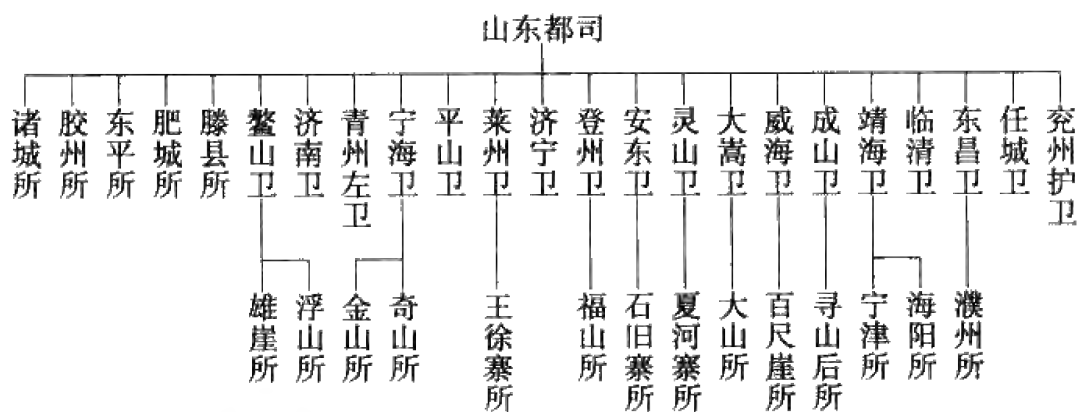 山东都司
诸城所
胶州所
东平所
肥城所
滕县所
鳌山卫
济南卫
青州左卫
宁海卫
平山卫
莱州卫
济宁卫
登州卫
安东卫
灵山卫
大嵩卫
威海卫
成山卫
靖海卫
临清卫
东昌卫
任城卫
兖州护卫
雄崖所
浮山所
金山所
奇山所
王徐寨所
福山所
石旧寨所
夏河寨所
大山所
百尺崖所
寻山后所
宁津所
海阳所
濮州所